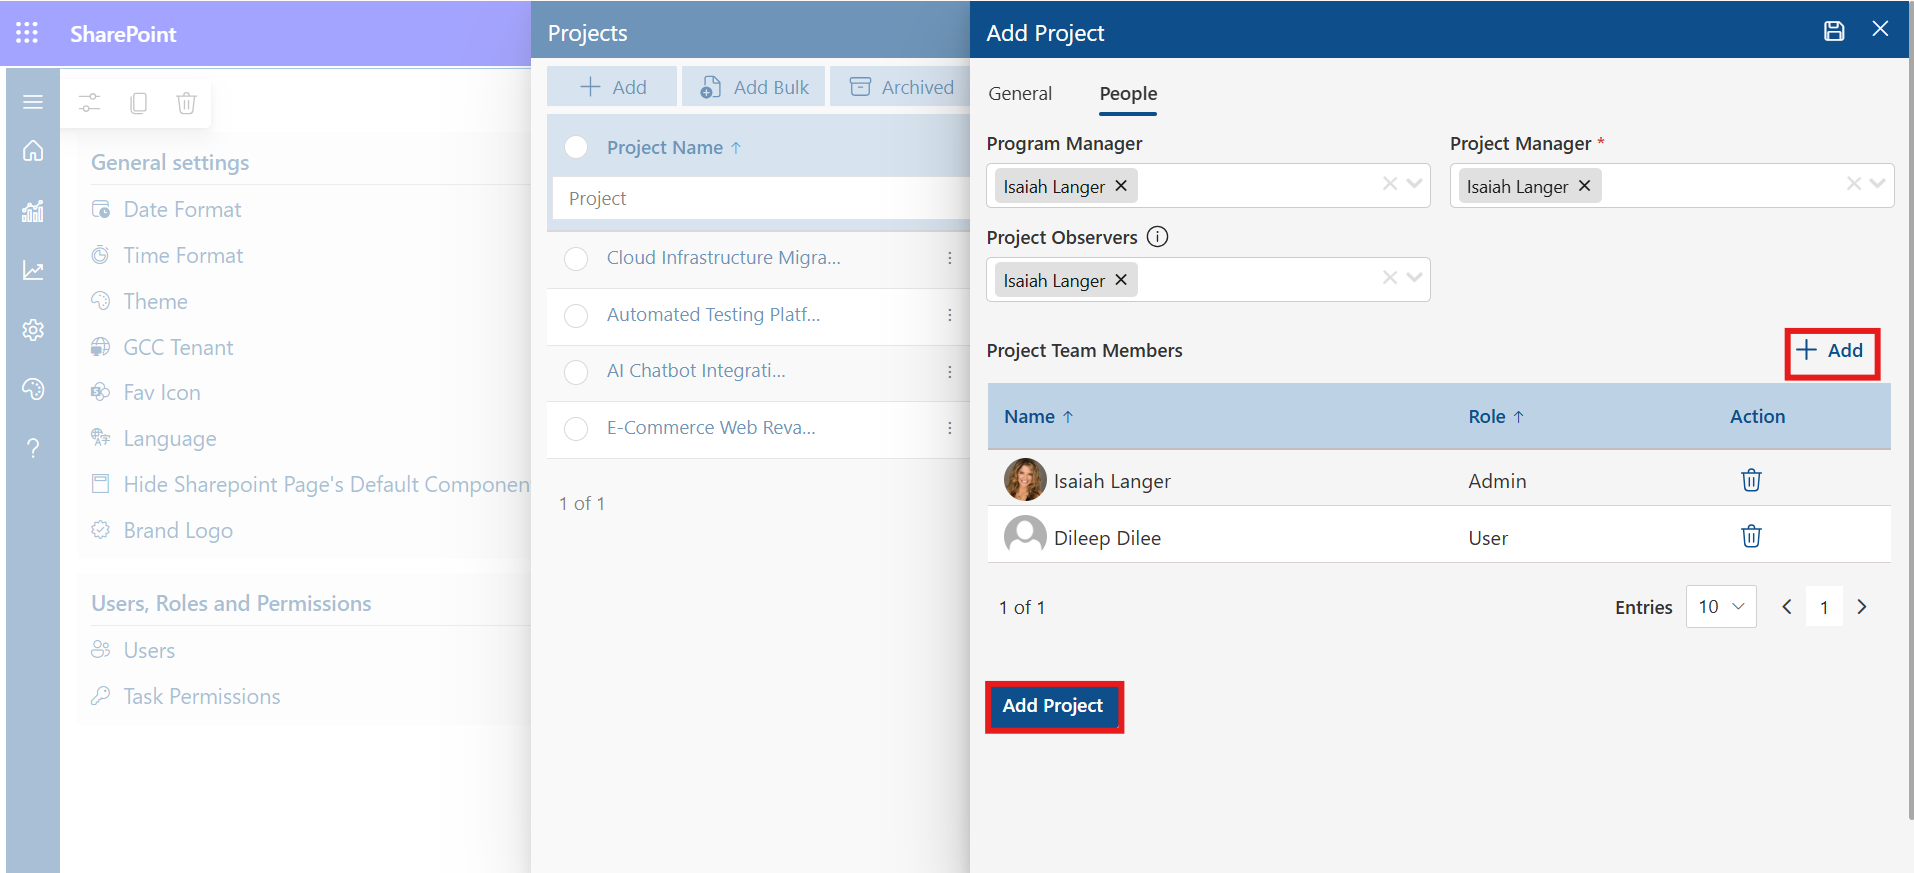 SharePoint
General settings
Date Format
Time Format
Theme
GCC Tenant
Fav Icon
Language
Hide Sharepoint Page's Default Componen
Brand Logo
Users, Roles and Permissions
Users
Task Permissions
Projects
Add
Add Bulk
Archived
Project Name ↑
Project
Cloud Infrastructure Migra...
Automated Testing Platf...
AI Chatbot Integrati...
E-Commerce Web Reva...
1 of 1
Add Project
General
People
Program Manager
Isaiah Langer
Project Manager *
Isaiah Langer
Project Observers
Isaiah Langer
Project Team Members
Add
Name ↑ Role ↑ Action
Isaiah Langer Admin
Dileep Dilee User
1 of 1
Entries 10
1
Add Project